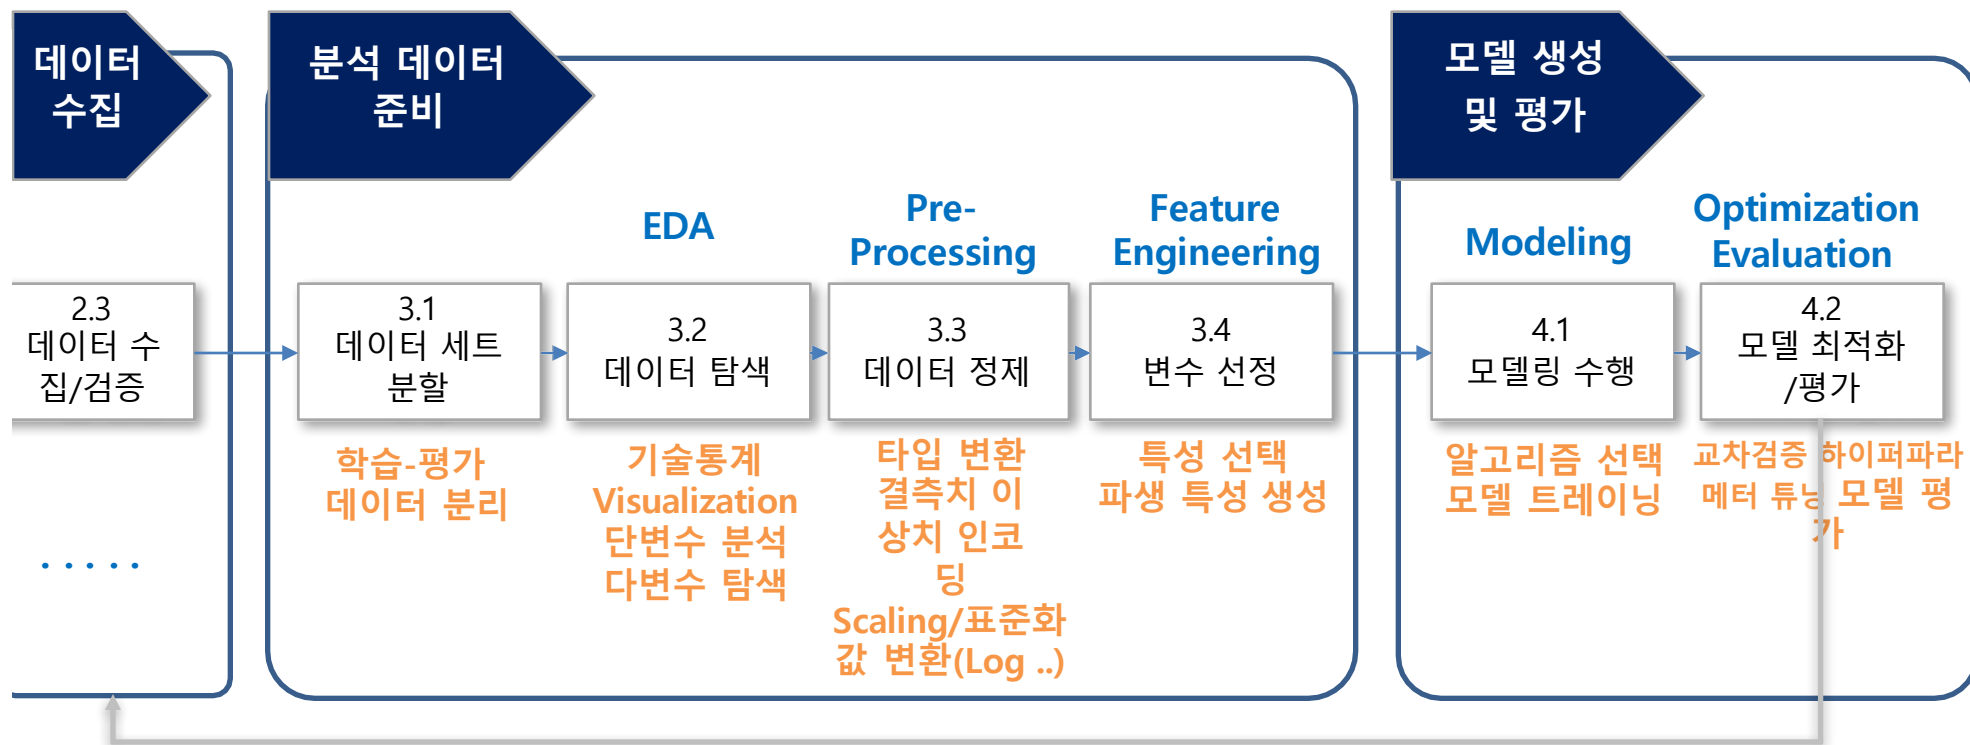 데이터
수집
분석 데이터
준비
모델 생성
및 평가
EDA
Pre-
Processing
Feature
Engineering
Modeling
Optimization
Evaluation
2.3
데이터 수
집/검증
3.1
데이터 세트
분할
3.2
데이터 탐색
3.3
데이터 정제
3.4
변수 선정
4.1
모델링 수행
4.2
모델 최적화
/평가
.....
학습-평가
데이터 분리
기술통계
Visualization
단변수 분석
다변수 탐색
타입 변환
결측치 이
상치 인코
딩
Scaling/표준화
값 변환(Log ..)
특성 선택
파생 특성 생성
알고리즘 선택
모델 트레이닝
교차검증 하이퍼파라
메터 튜닝 모델 평
가